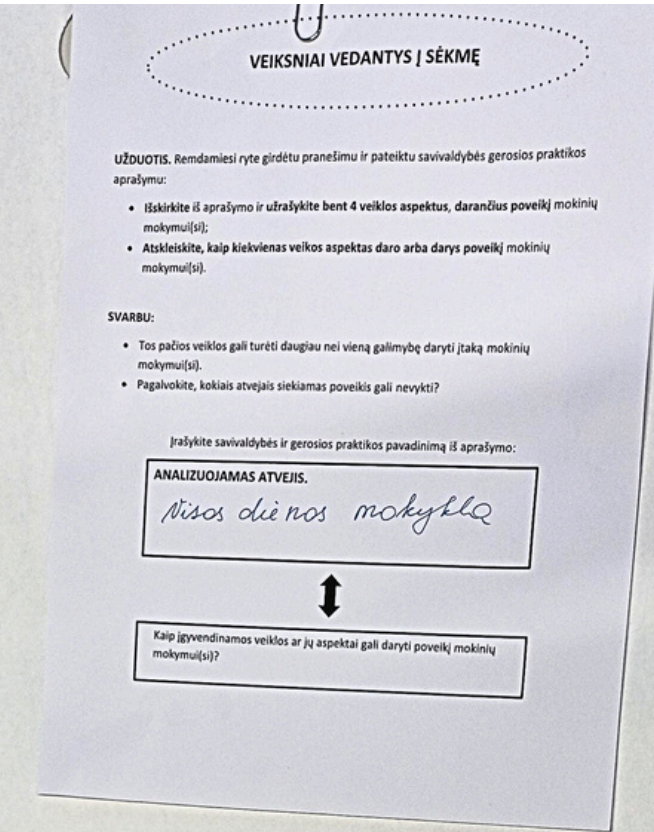 VEIKSNIAI VEDANTYS Į SĖKMĘ
UŽDUOTIS. Remdamiesi ryte girdėtu pranešimu ir pateiktu savivaldybės gerosios praktikos
aprašymu:
• Išskirkite iš aprašymo ir užrašykite bent 4 veiklos aspektus, darančius poveikį mokinių
mokymui(si);
• Atskleiskite, kaip kiekvienas veikos aspektas daro arba darys poveikį mokinių
mokymui(si).
SVARBU:
• Tos pačios veiklos gali turėti daugiau nei vieną galimybę daryti įtaką mokinių
mokymui(si).
• Pagalvokite, kokiais atvejais siekiamas poveikis gali nevykti?
Įrašykite savivaldybės ir gerosios praktikos pavadinimą iš aprašymo:
ANALIZUOJAMAS ATVEJIS.
Visos dienos mokykla
Kaip įgyvendinamos veiklos ar jų aspektai gali daryti poveikį mokinių
mokymui(si)?